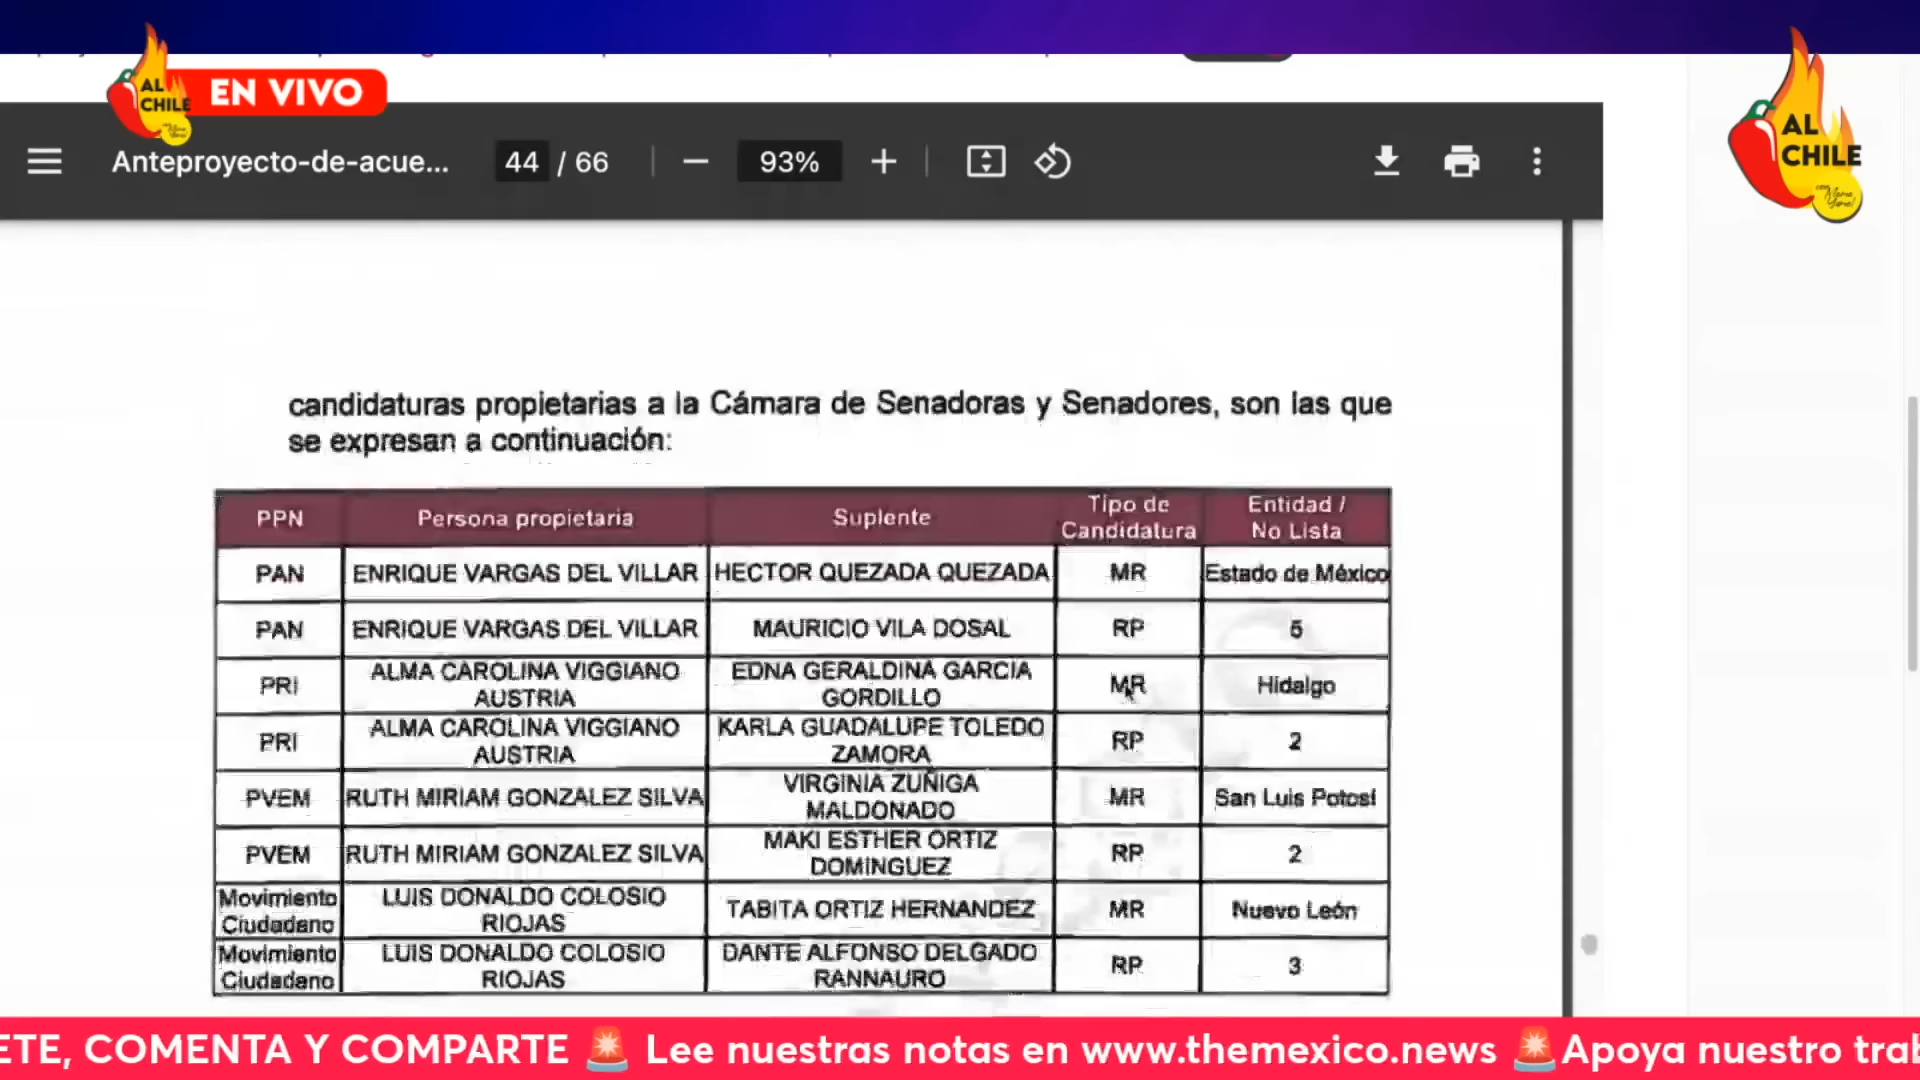 AL
CHILE
EN VIVO
AL
CHILE
con
Anteproyecto-de-acue...
44 / 66
93%
candidaturas propietarias a la Cámara de Senadoras y Senadores, son las que
se expresan a continuación:
PPN Persona propietaria Suplente Tipo de Candidatura Entidad / No Lista
PAN ENRIQUE VARGAS DEL VILLAR HECTOR QUEZADA QUEZADA MR Estado de México
PAN ENRIQUE VARGAS DEL VILLAR MAURICIO VILA DOSAL RP 5
PRI ALMA CAROLINA VIGGIANO AUSTRIA EDNA GERALDINA GARCIA GORDILLO MR Hidalgo
PRI ALMA CAROLINA VIGGIANO AUSTRIA KARLA GUADALUPE TOLEDO ZAMORA RP 2
PVEM RUTH MIRIAM GONZALEZ SILVA VIRGINIA ZUÑIGA MALDONADO MR San Luis Potosí
PVEM RUTH MIRIAM GONZALEZ SILVA MAKI ESTHER ORTIZ DOMINGUEZ RP 2
Movimiento Ciudadano LUIS DONALDO COLOSIO RIOJAS TABITA ORTIZ HERNANDEZ MR Nuevo León
Movimiento Ciudadano LUIS DONALDO COLOSIO RIOJAS DANTE ALFONSO DELGADO RANNAURO RP 3
ETE, COMENTA Y COMPARTE 🚨 Lee nuestras notas en www.themexico.news 🚨Apoya nuestro trab